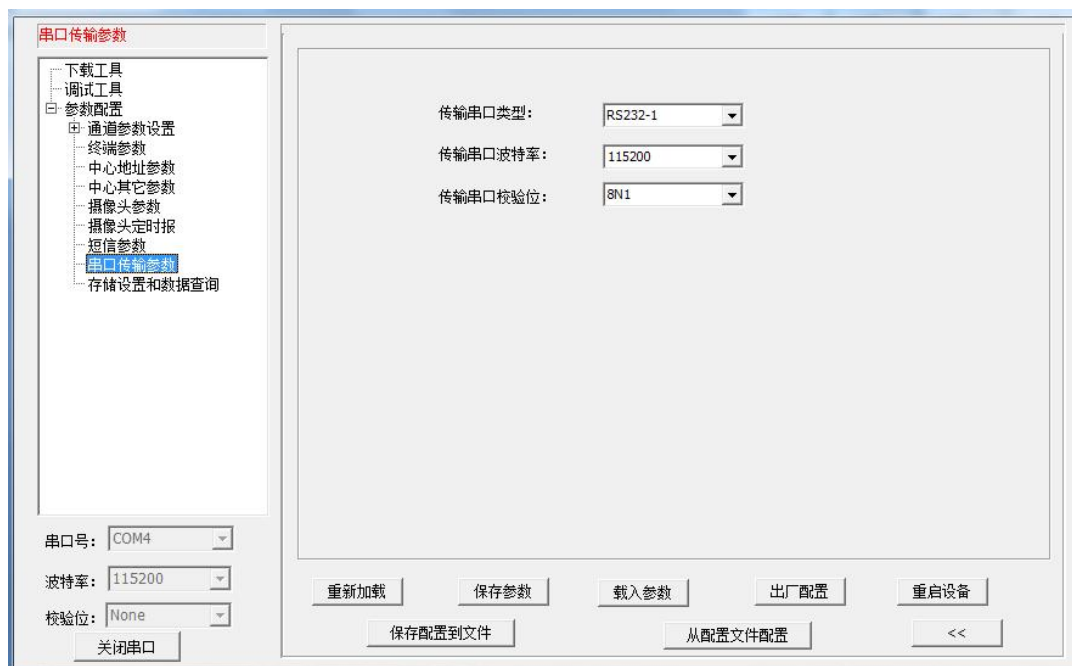 串口传输参数
下载工具
调试工具
参数配置
通道参数设置
终端参数
中心地址参数
中心其它参数
摄像头参数
摄像头定时报
短信参数
串口传输参数
存储设置和数据查询
传输串口类型: RS232-1
传输串口波特率: 115200
传输串口校验位: 8N1
串口号: COM4
波特率: 115200
校验位: None
关闭串口
重新加载 保存参数 载入参数 出厂配置 重启设备
保存配置到文件 从配置文件配置 <<